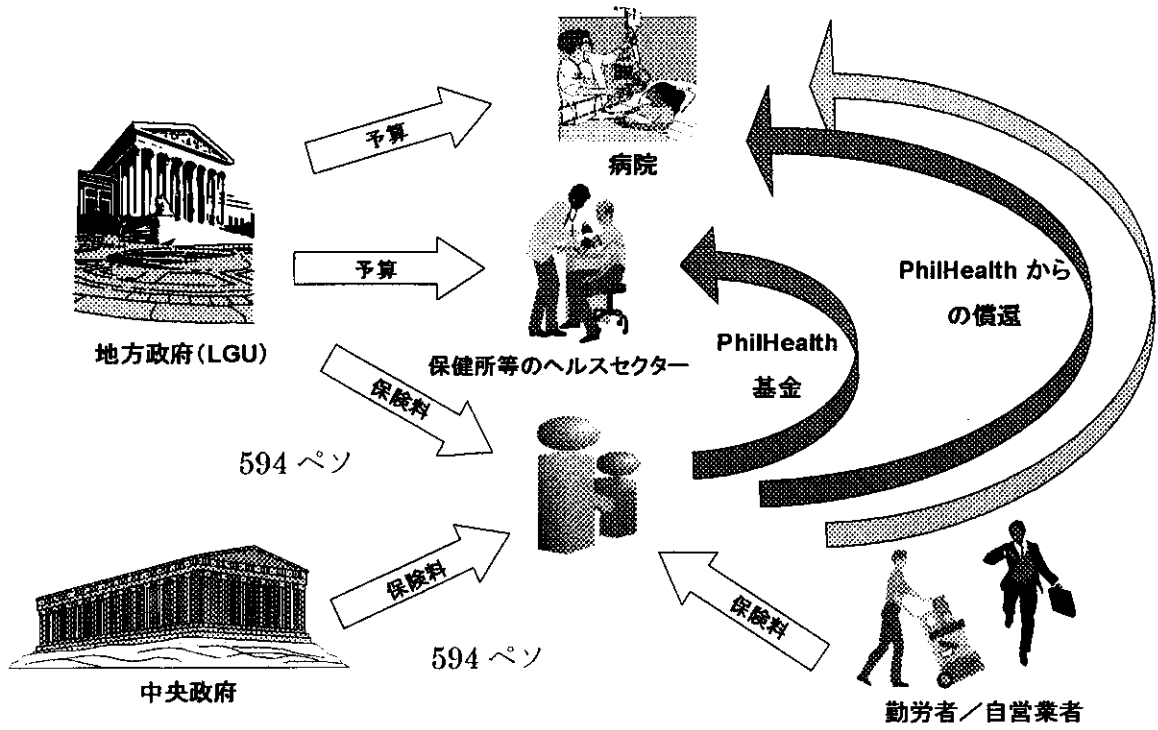 予算
病院
予算
PhilHealth から
の償還
地方政府(LGU)
保健所等のヘルスセクター
PhilHealth
基金
保険料
594 ペソ
保険料
594 ペソ
保険料
中央政府
勤労者／自営業者